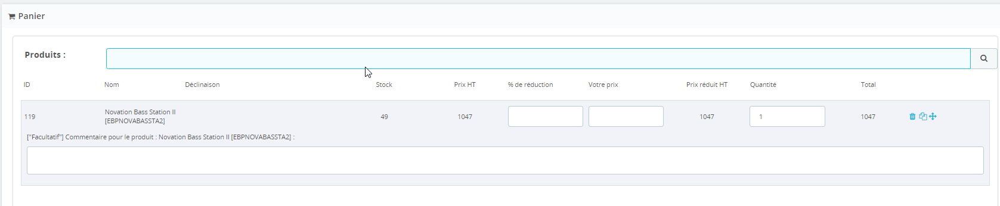 Panier
Produits :
ID Nom Déclinaison Stock Prix HT % de réduction Votre prix Prix réduit HT Quantité Total
119 Novation Bass Station II [EBPNOVABASSTA2] 49 1047 1047 1 1047
["Facultatif"] Commentaire pour le produit : Novation Bass Station II [EBPNOVABASSTA2] :